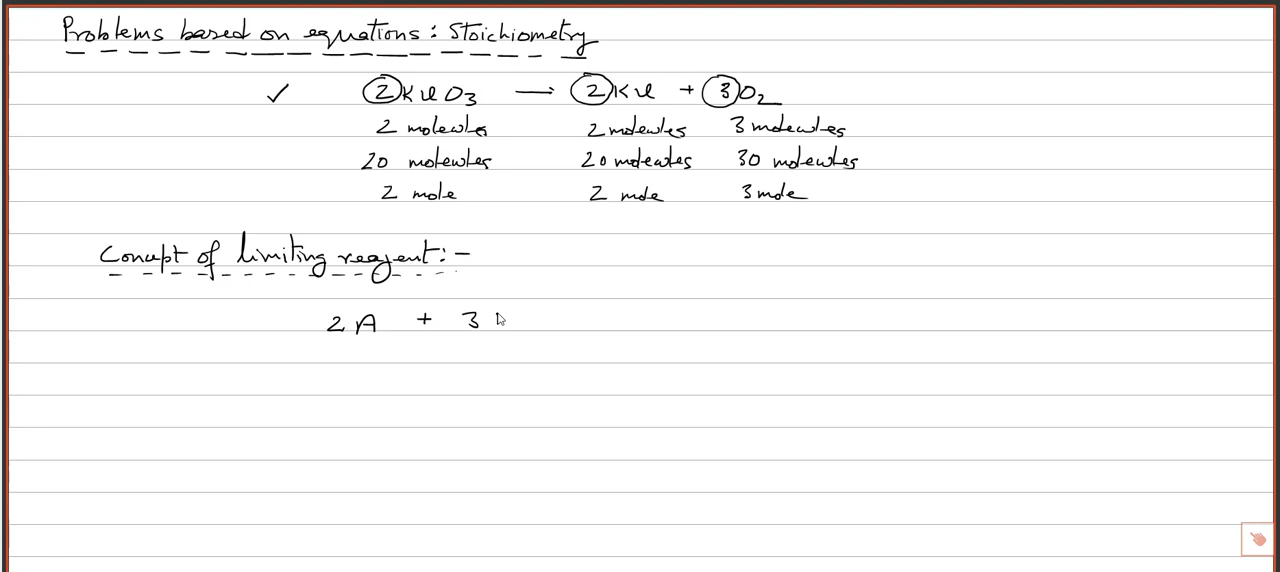 Problems based on equations: Stoichiometry
✓ 2KClO3 → 2KCl + 3O2
2 molecules 2 molecules 3 molecules
20 molecules 20 molecules 30 molecules
2 mole 2 mole 3 mole
Concept of limiting reagent:-
2A + 3